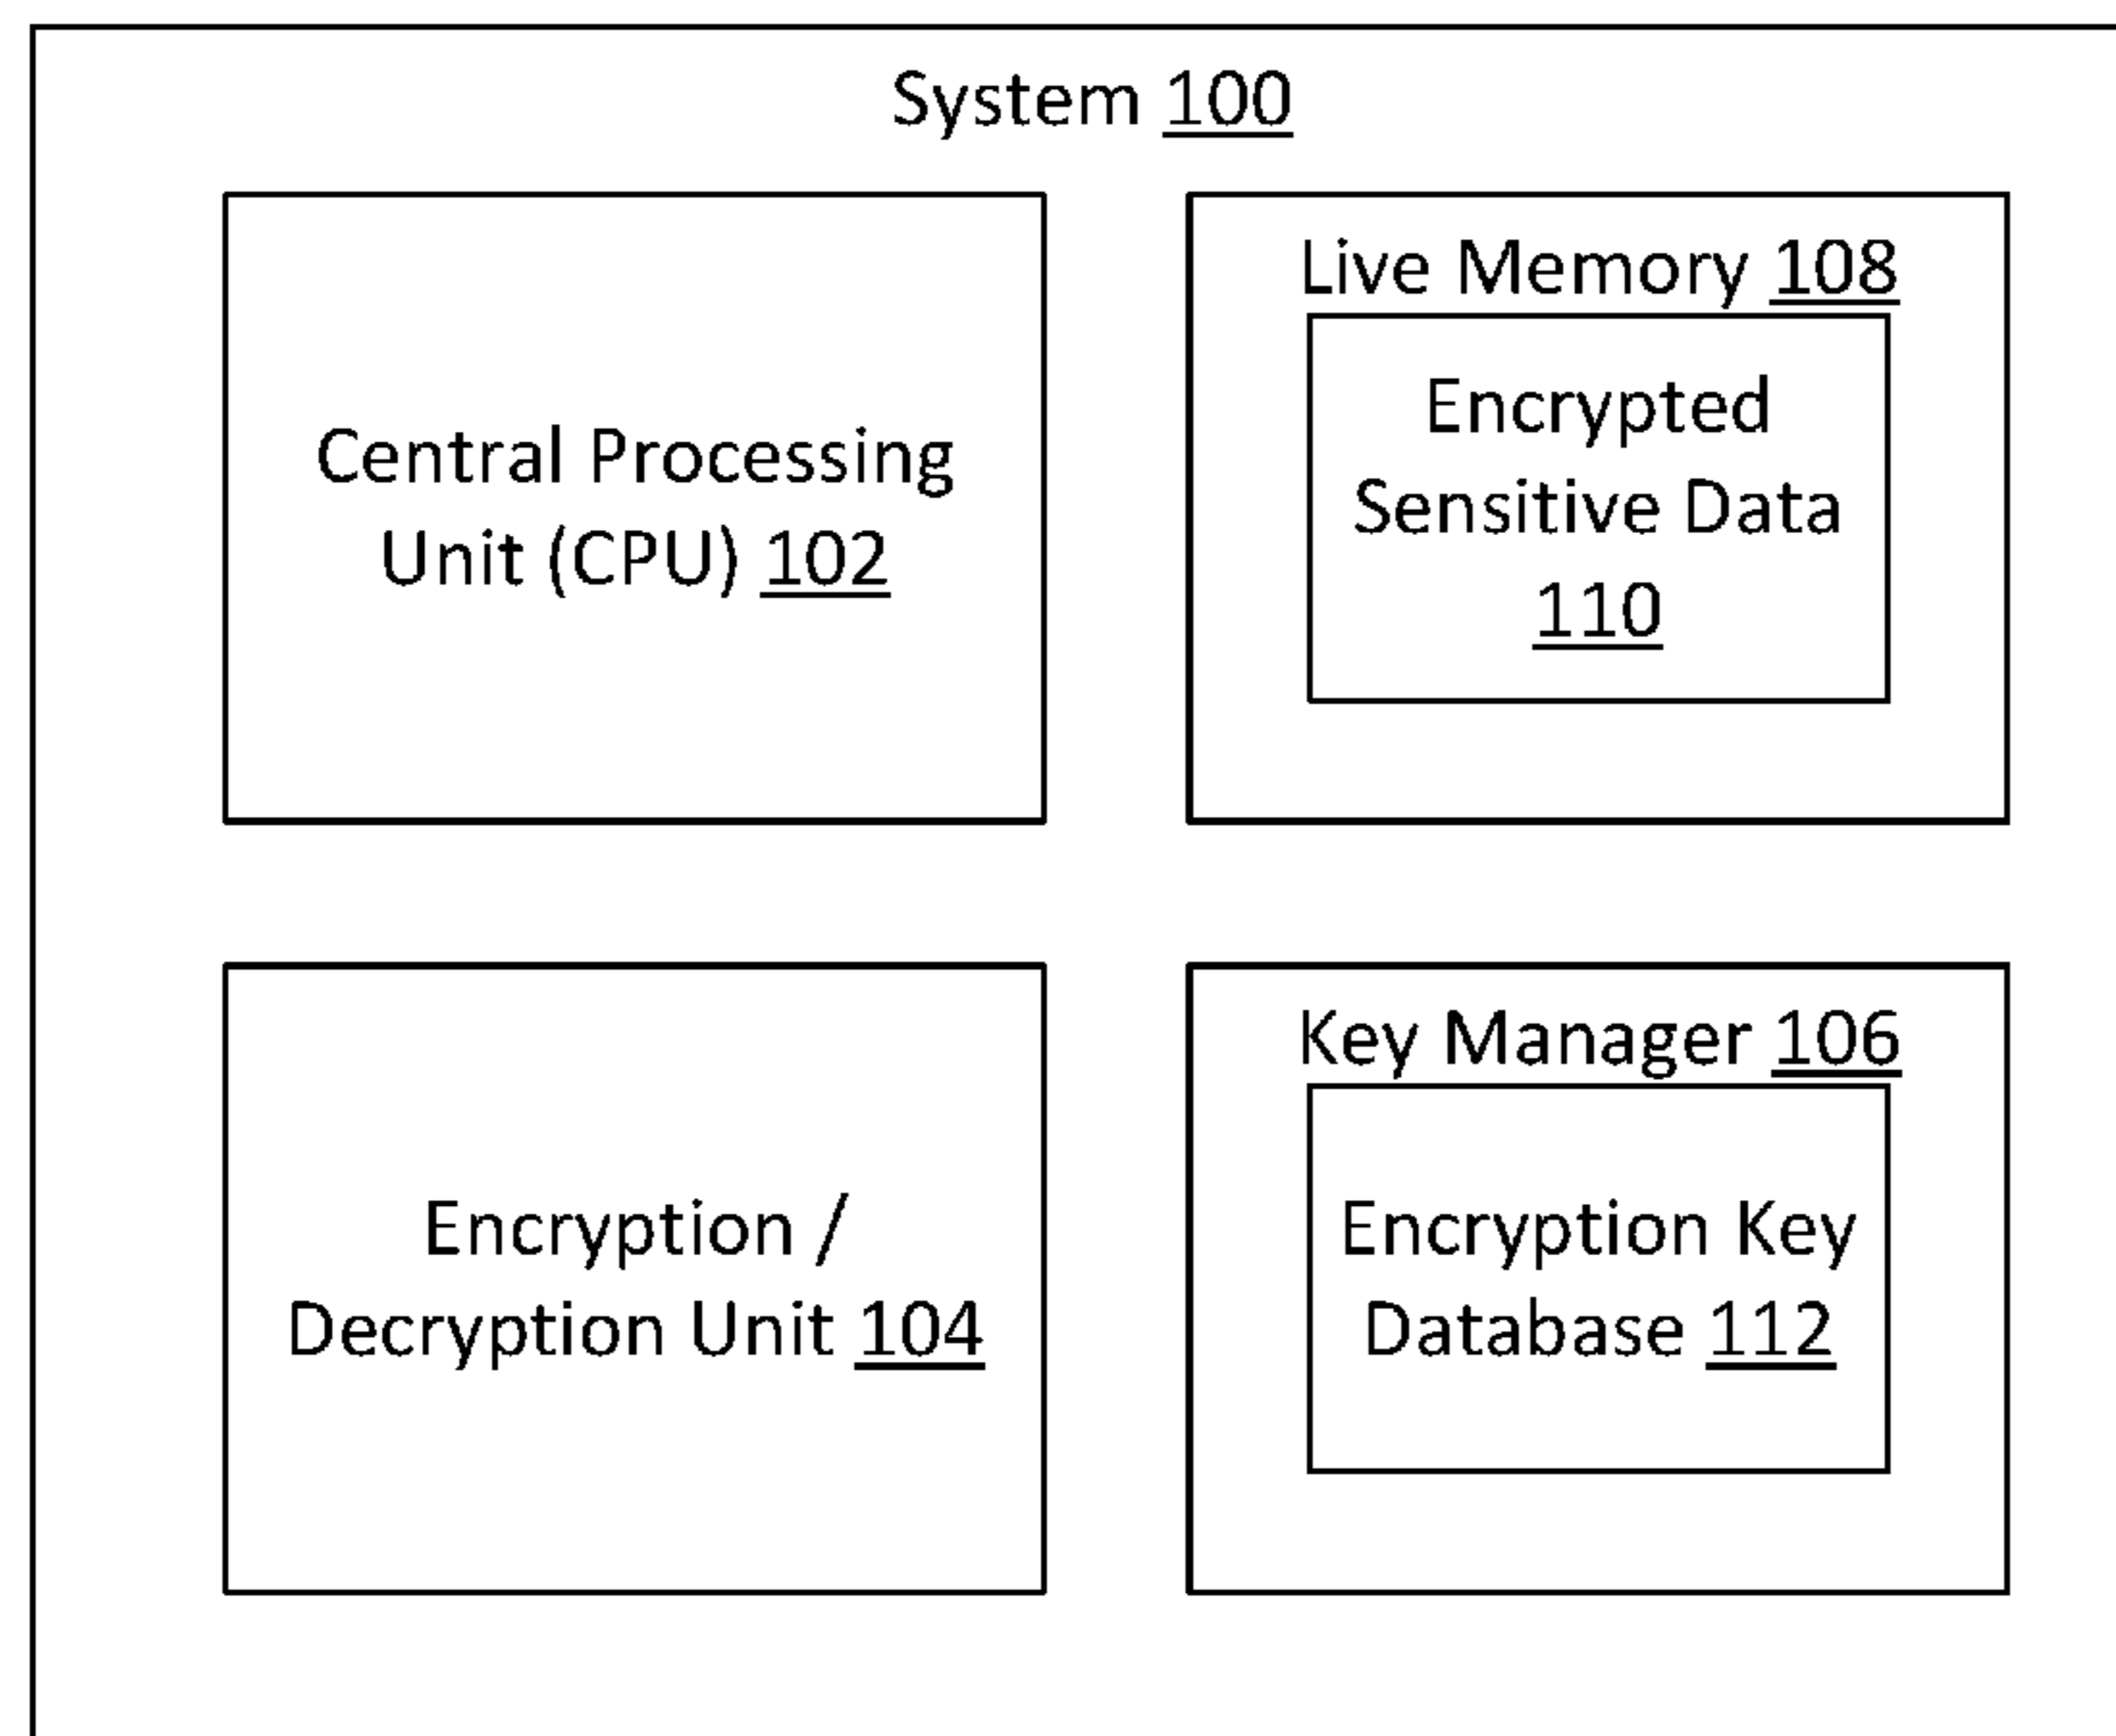 System 100
Central Processing
Unit (CPU) 102
Live Memory 108
Encrypted
Sensitive Data
110
Encryption /
Decryption Unit 104
Key Manager 106
Encryption Key
Database 112